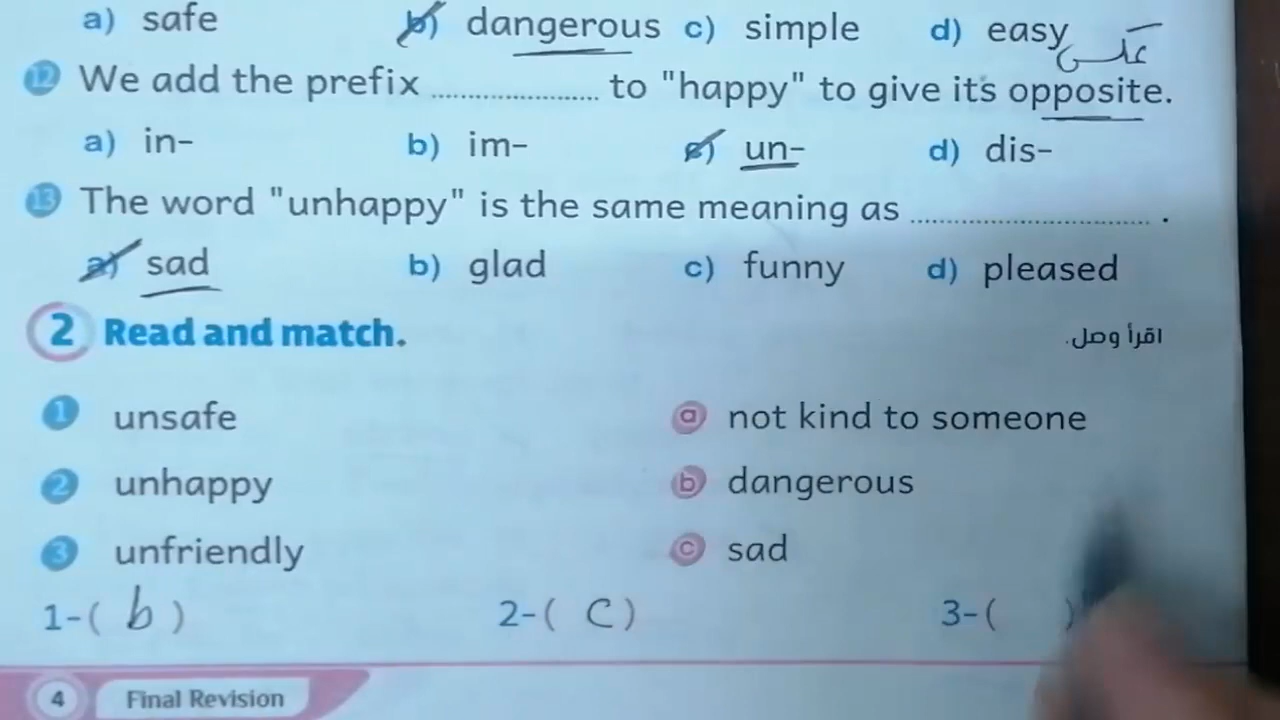 a) safe b) dangerous c) simple d) easy
عكس
12 We add the prefix ........................ to "happy" to give its opposite.
a) in- b) im- c) un- d) dis-
13 The word "unhappy" is the same meaning as ................................ .
a) sad b) glad c) funny d) pleased
2 Read and match. اقرأ وصل.
1 unsafe a not kind to someone
2 unhappy b dangerous
3 unfriendly c sad
1-( b ) 2-( c ) 3-( )
4 Final Revision